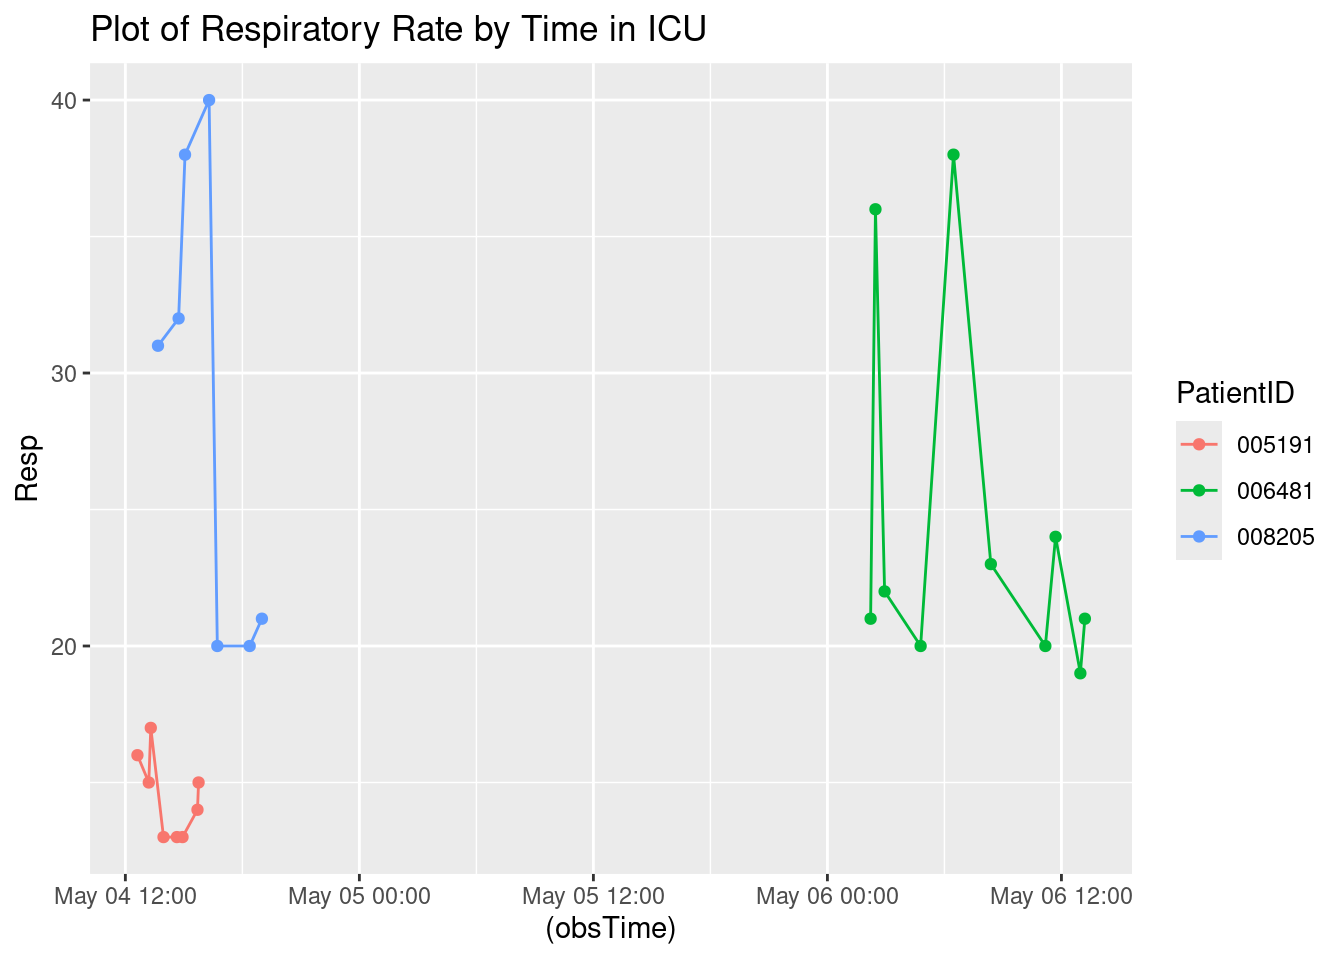 Plot of Respiratory Rate by Time in ICU
40
30
20
Resp
May 04 12:00
May 05 00:00
May 05 12:00
May 06 00:00
May 06 12:00
(obsTime)
PatientID
005191
006481
008205